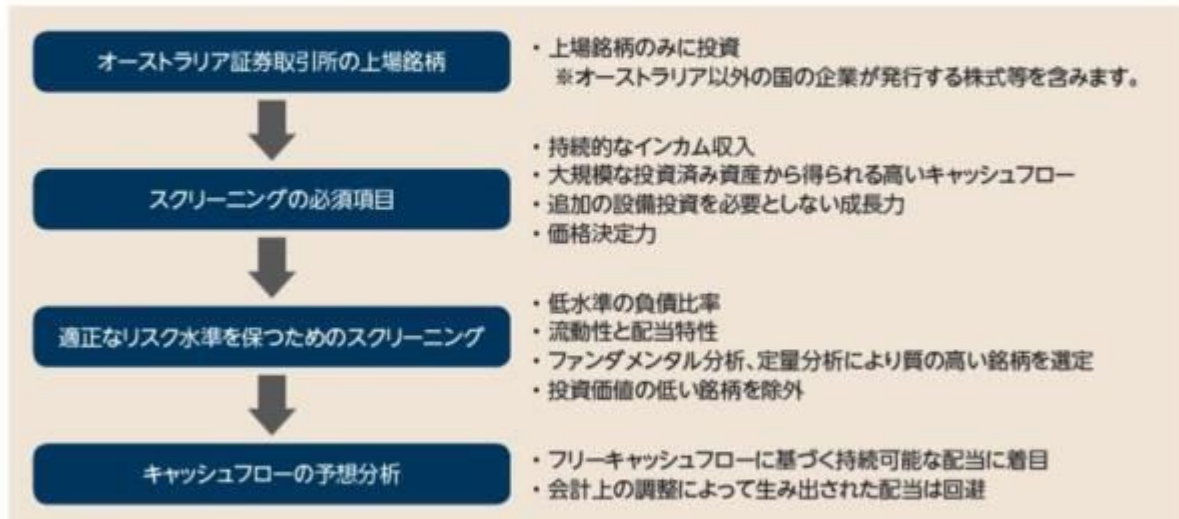 オーストラリア証券取引所の上場銘柄
・上場銘柄のみに投資
※オーストラリア以外の国の企業が発行する株式等を含みます。
スクリーニングの必須項目
・持続的なインカム収入
・大規模な投資済み資産から得られる高いキャッシュフロー
・追加の設備投資を必要としない成長力
・価格決定力
適正なリスク水準を保つためのスクリーニング
・低水準の負債比率
・流動性と配当特性
・ファンダメンタル分析、定量分析により質の高い銘柄を選定
・投資価値の低い銘柄を除外
キャッシュフローの予想分析
・フリーキャッシュフローに基づく持続可能な配当に着目
・会計上の調整によって生み出された配当は回避